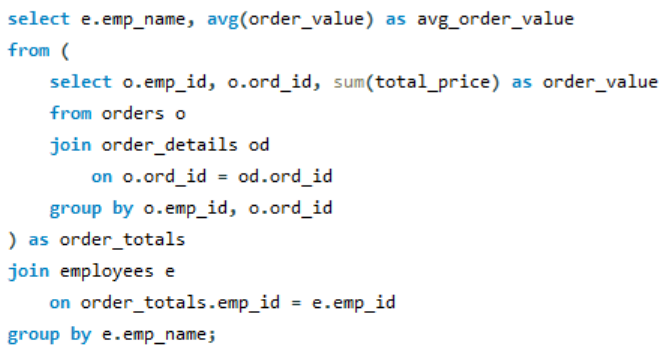 select e.emp_name, avg(order_value) as avg_order_value
from (
    select o.emp_id, o.ord_id, sum(total_price) as order_value
    from orders o
    join order_details od
        on o.ord_id = od.ord_id
    group by o.emp_id, o.ord_id
) as order_totals
join employees e
    on order_totals.emp_id = e.emp_id
group by e.emp_name;